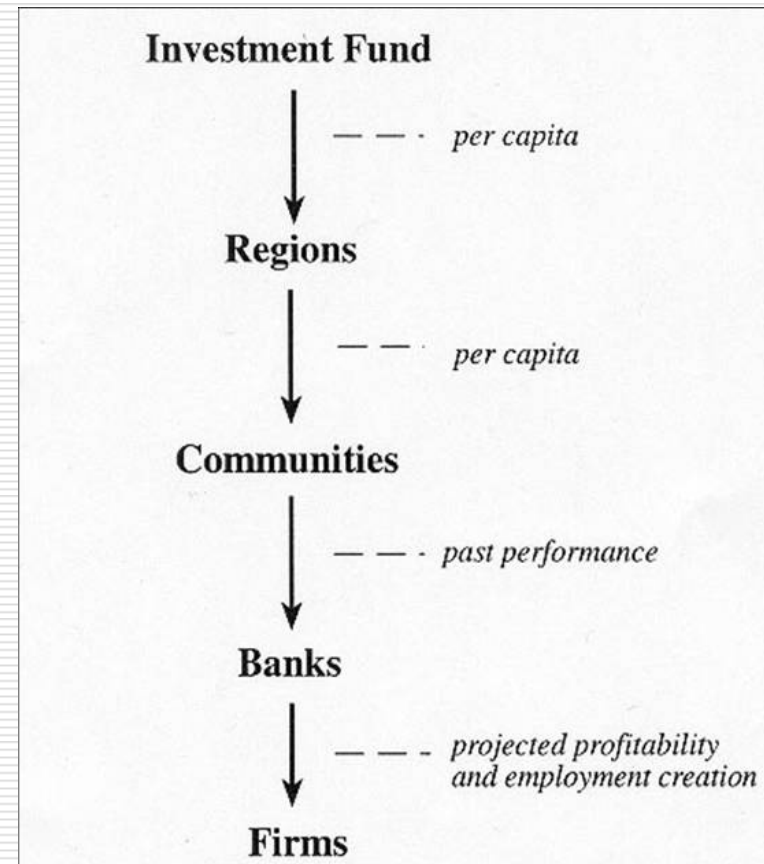 Investment Fund
per capita
Regions
per capita
Communities
past performance
Banks
projected profitability
and employment creation
Firms